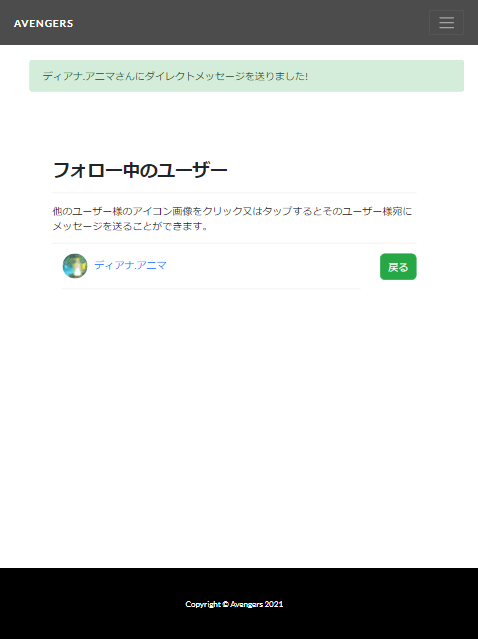 AVENGERS
ディアナ.アニマさんにダイレクトメッセージを送りました!
フォロー中のユーザー
他のユーザー様のアイコン画像をクリック又はタップするとそのユーザー様宛に
メッセージを送ることができます。
ディアナ.アニマ
戻る
Copyright © Avengers 2021